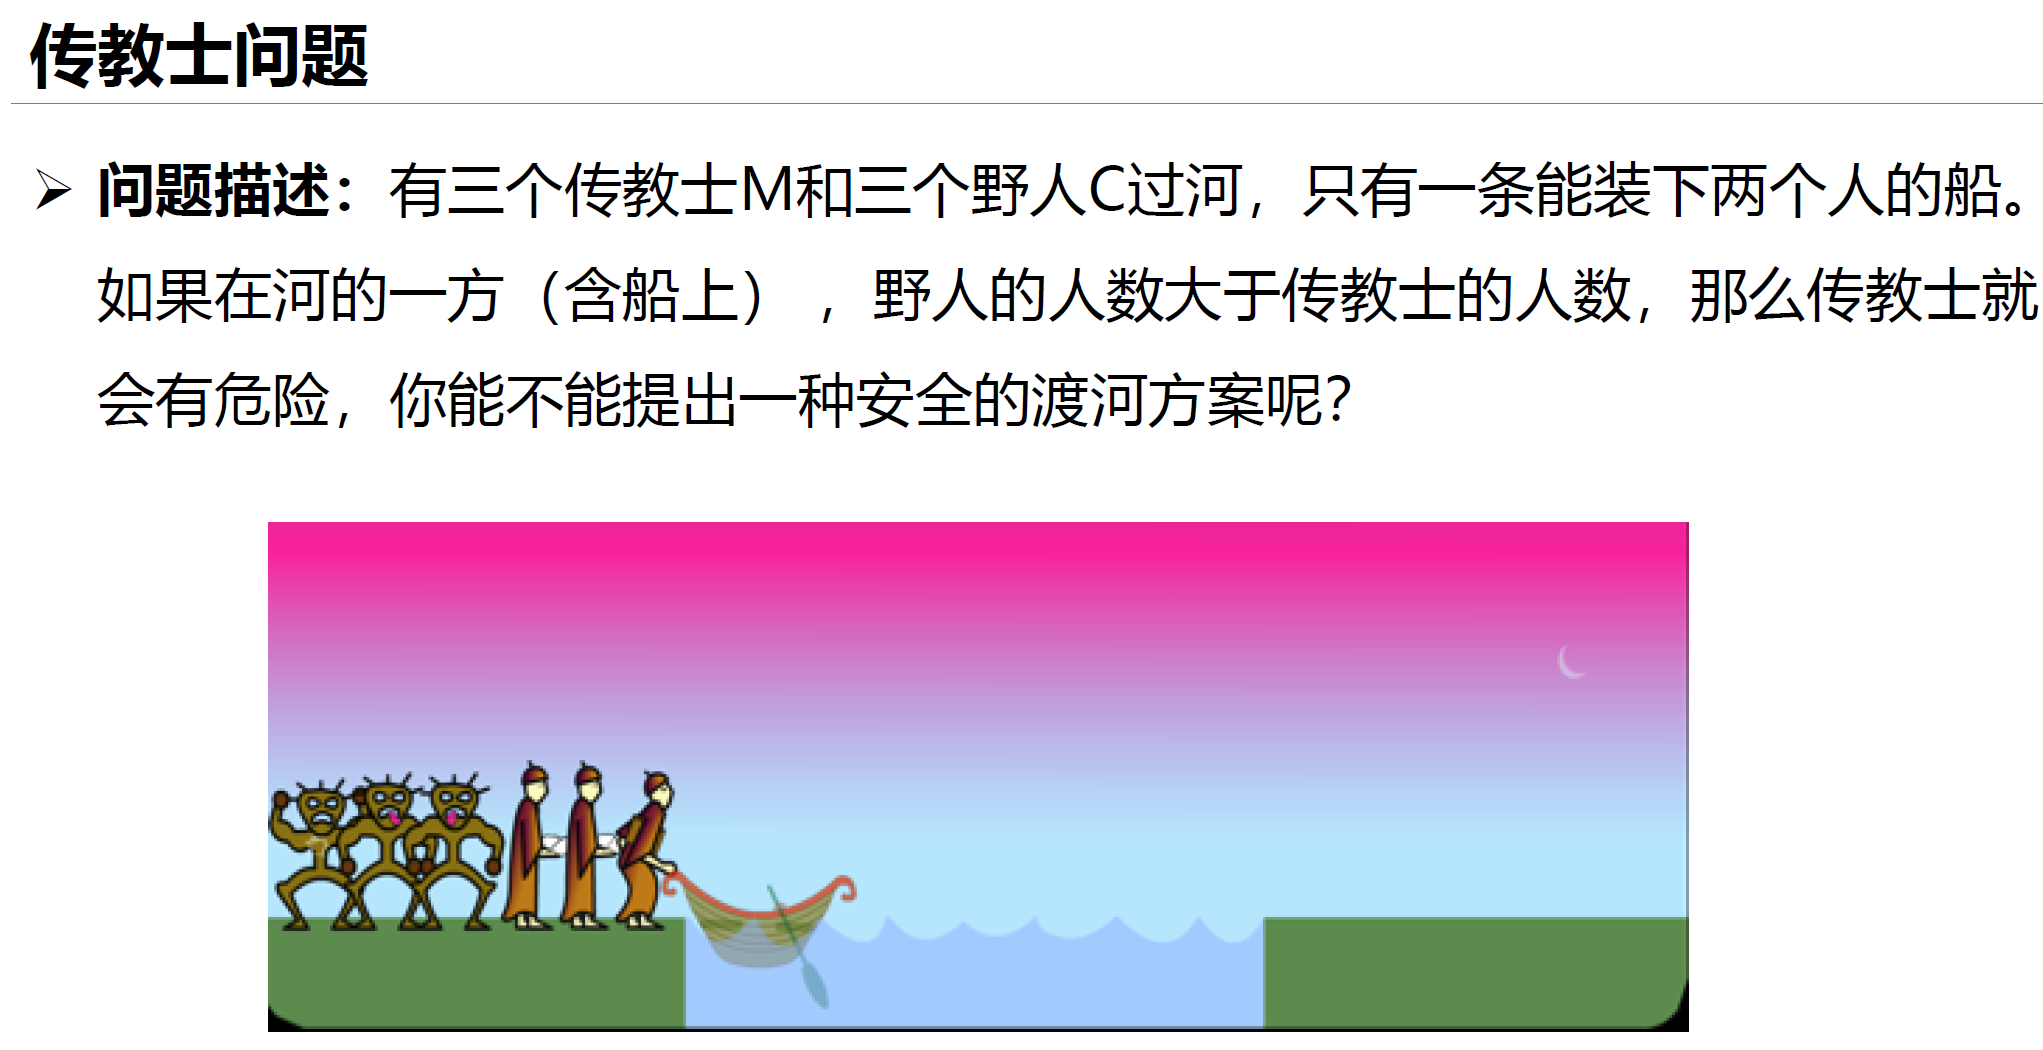 传教士问题
问题描述：有三个传教士M和三个野人C过河，只有一条能装下两个人的船。
如果在河的一方（含船上），野人的人数大于传教士的人数，那么传教士就
会有危险，你能不能提出一种安全的渡河方案呢？